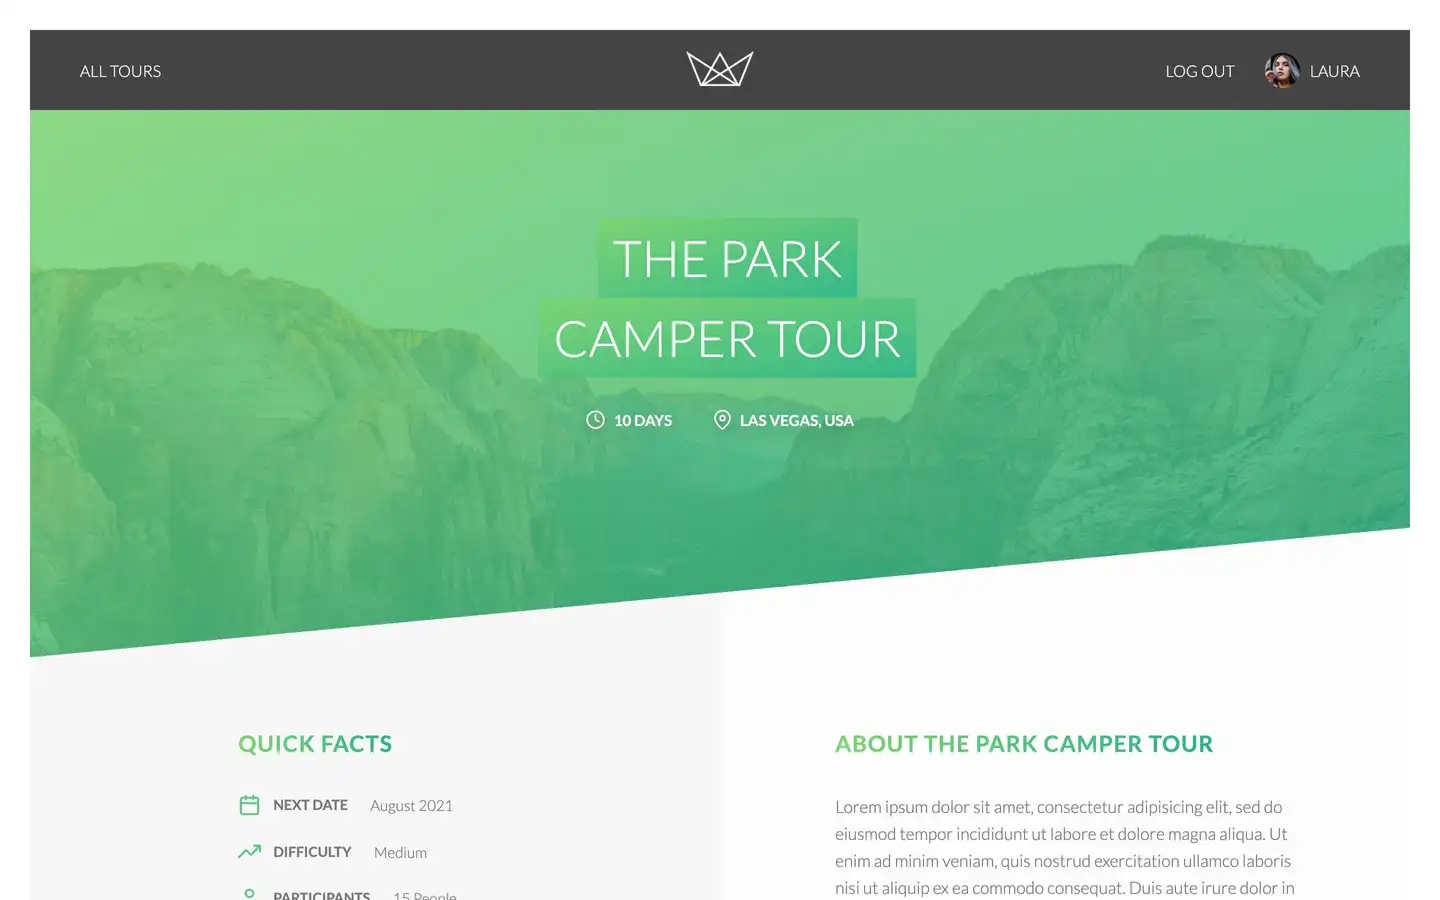 ALL TOURS
LOG OUT
LAURA
THE PARK
CAMPER TOUR
10 DAYS
LAS VEGAS, USA
QUICK FACTS
NEXT DATE August 2021
DIFFICULTY Medium
PARTICIPANTS 15 People
ABOUT THE PARK CAMPER TOUR
Lorem ipsum dolor sit amet, consectetur adipisicing elit, sed do
eiusmod tempor incididunt ut labore et dolore magna aliqua. Ut
enim ad minim veniam, quis nostrud exercitation ullamco laboris
nisi ut aliquip ex ea commodo consequat. Duis aute irure dolor in